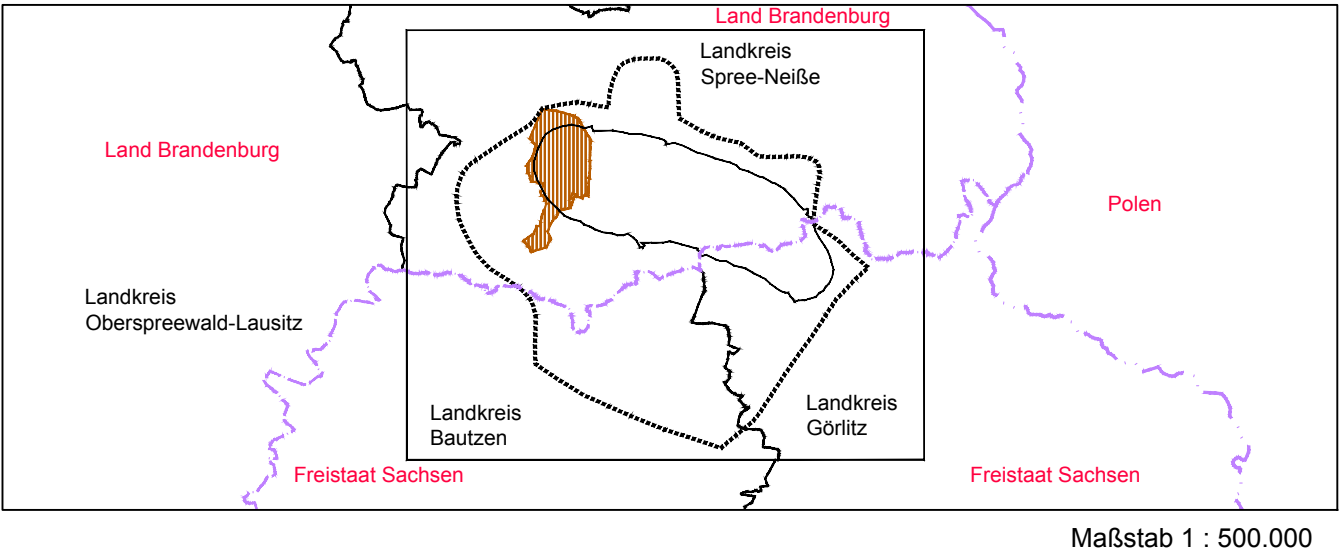 Land Brandenburg
Landkreis
Spree-Neiße
Land Brandenburg
Polen
Landkreis
Oberspreewald-Lausitz
Landkreis
Bautzen
Landkreis
Görlitz
Freistaat Sachsen
Freistaat Sachsen
Maßstab 1 : 500.000